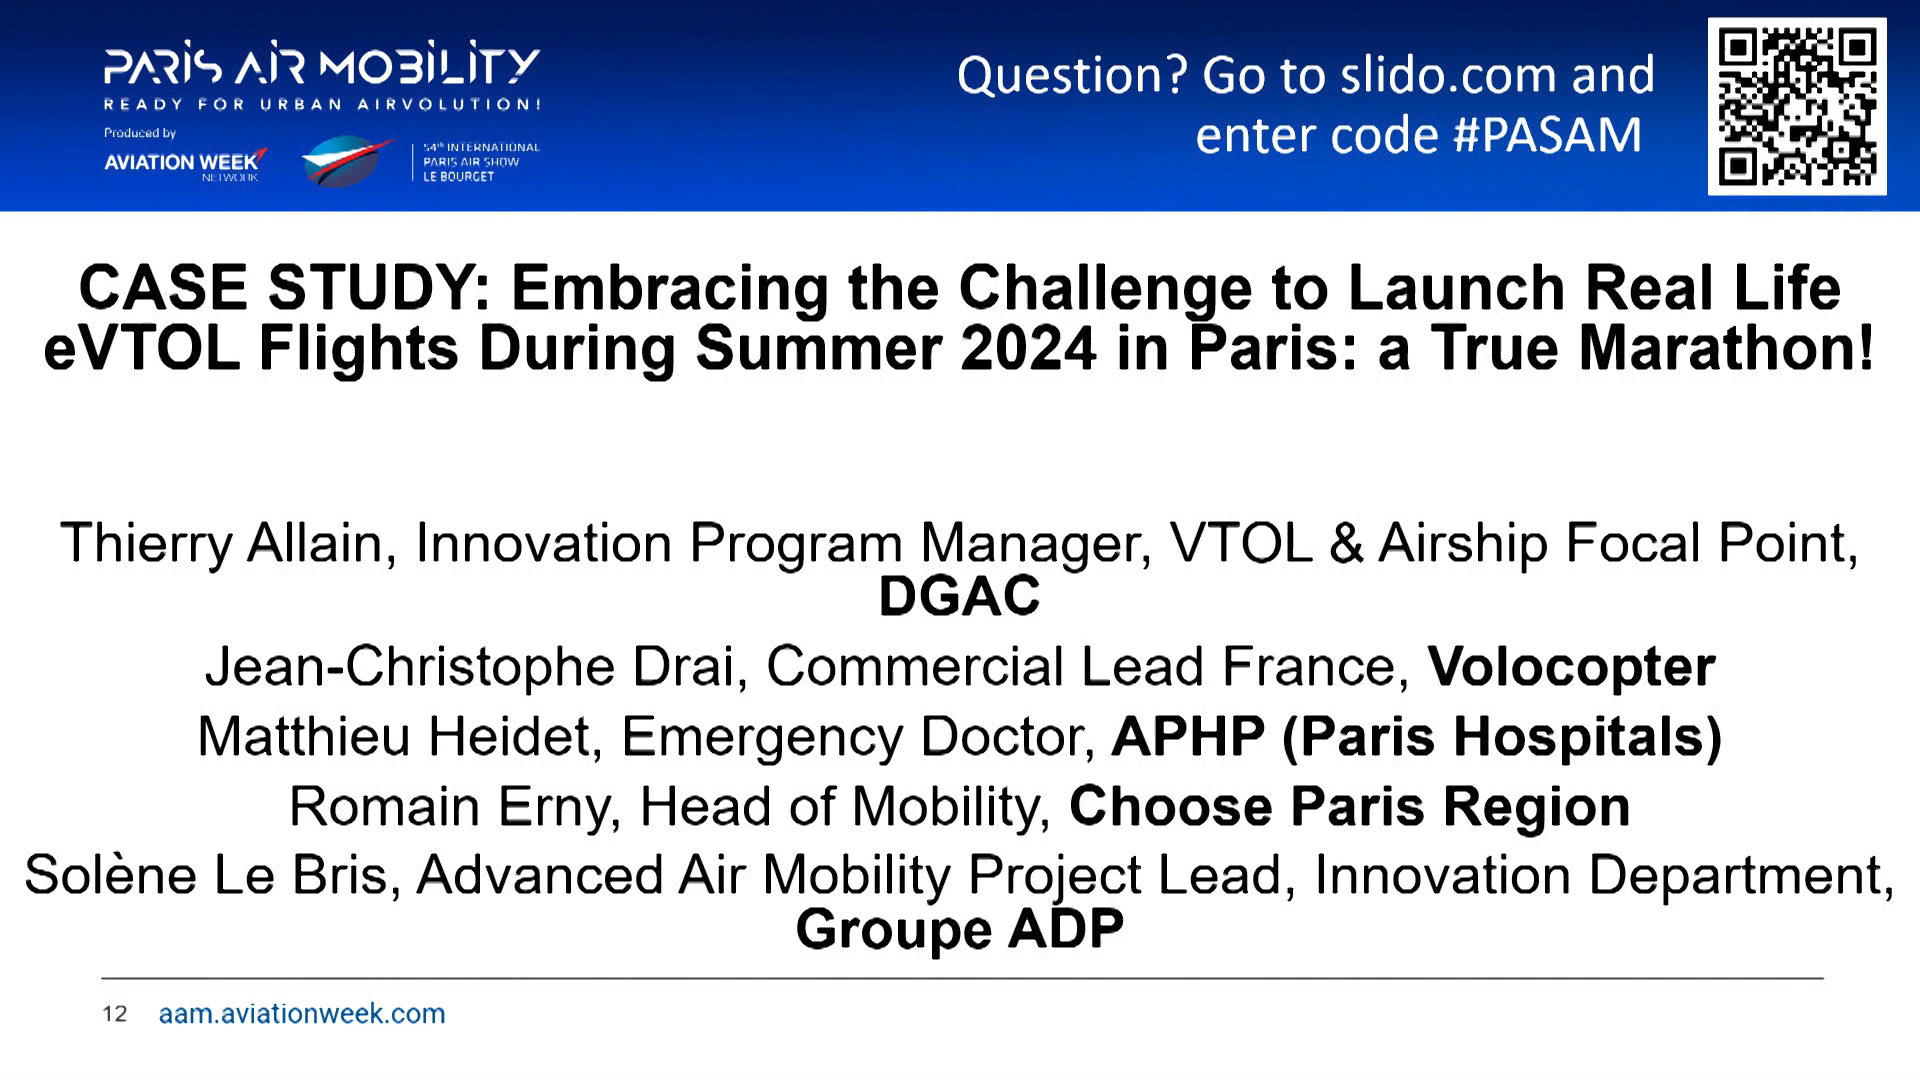 PARIS AIR MOBILITY
READY FOR URBAN AIRVOLUTION!
Produced by
AVIATION WEEK
NETWORK
54th INTERNATIONAL
PARIS AIR SHOW
LE BOURGET
Question? Go to slido.com and
enter code #PASAM
CASE STUDY: Embracing the Challenge to Launch Real Life
eVTOL Flights During Summer 2024 in Paris: a True Marathon!
Thierry Allain, Innovation Program Manager, VTOL & Airship Focal Point,
DGAC
Jean-Christophe Drai, Commercial Lead France, Volocopter
Matthieu Heidet, Emergency Doctor, APHP (Paris Hospitals)
Romain Erny, Head of Mobility, Choose Paris Region
Solène Le Bris, Advanced Air Mobility Project Lead, Innovation Department,
Groupe ADP
12 aam.aviationweek.com